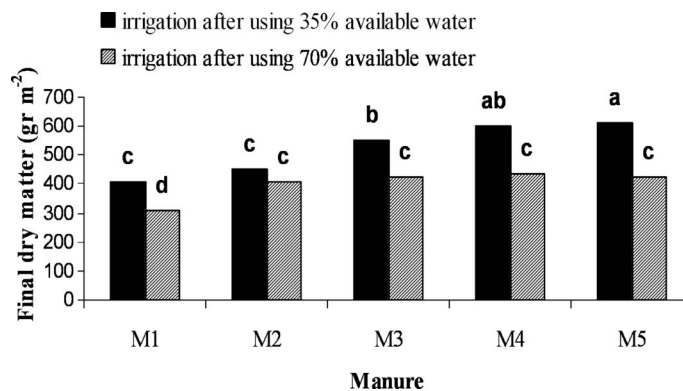 irrigation after using 35% available water
irrigation after using 70% available water
Final dry matter (gr m-2)
700
600
500
400
300
200
100
0
c
d
c
c
b
c
ab
c
a
c
M1
M2
M3
M4
M5
Manure